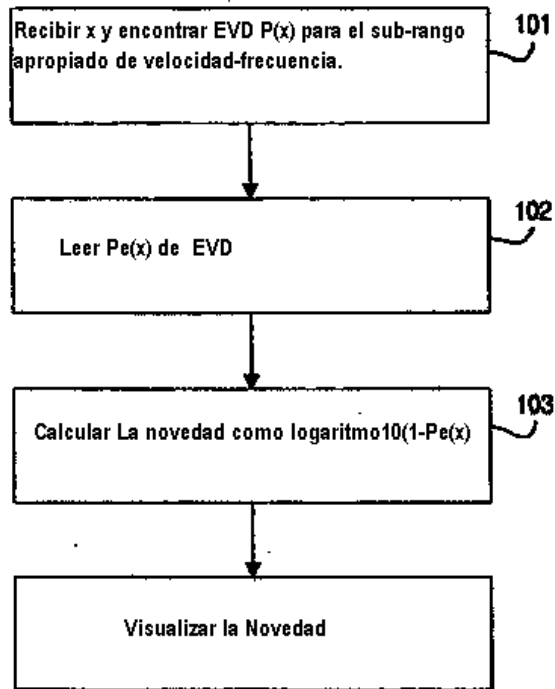 Recibir x y encontrar EVD P(x) para el sub-rango
apropiado de velocidad-frecuencia.
101
Leer Pe(x) de EVD
102
Calcular La novedad como logaritmo10(1-Pe(x)
103
Visualizar la Novedad